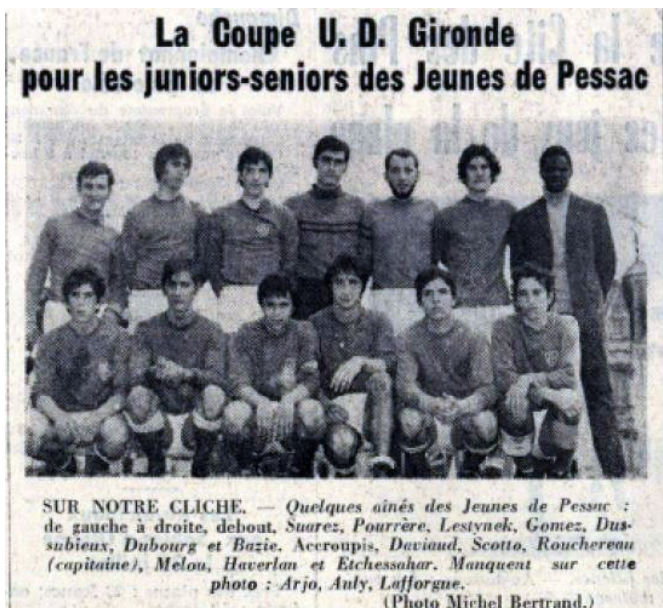 La Coupe U. D. Gironde
pour les juniors-seniors des Jeunes de Pessac
SUR NOTRE CLICHE. — Quelques aînés des Jeunes de Pessac :
de gauche à droite, debout, Suarez, Pourrère, Lestynek, Gomez, Dus-
subieux, Dubourg et Bazie. Accroupis, Daviaud, Scotto, Rouchereau
(capitaine), Melou, Haverlan et Etchessahar. Manquent sur cette
photo : Arjo, Auly, Lafforgue.
(Photo Michel Bertrand.)